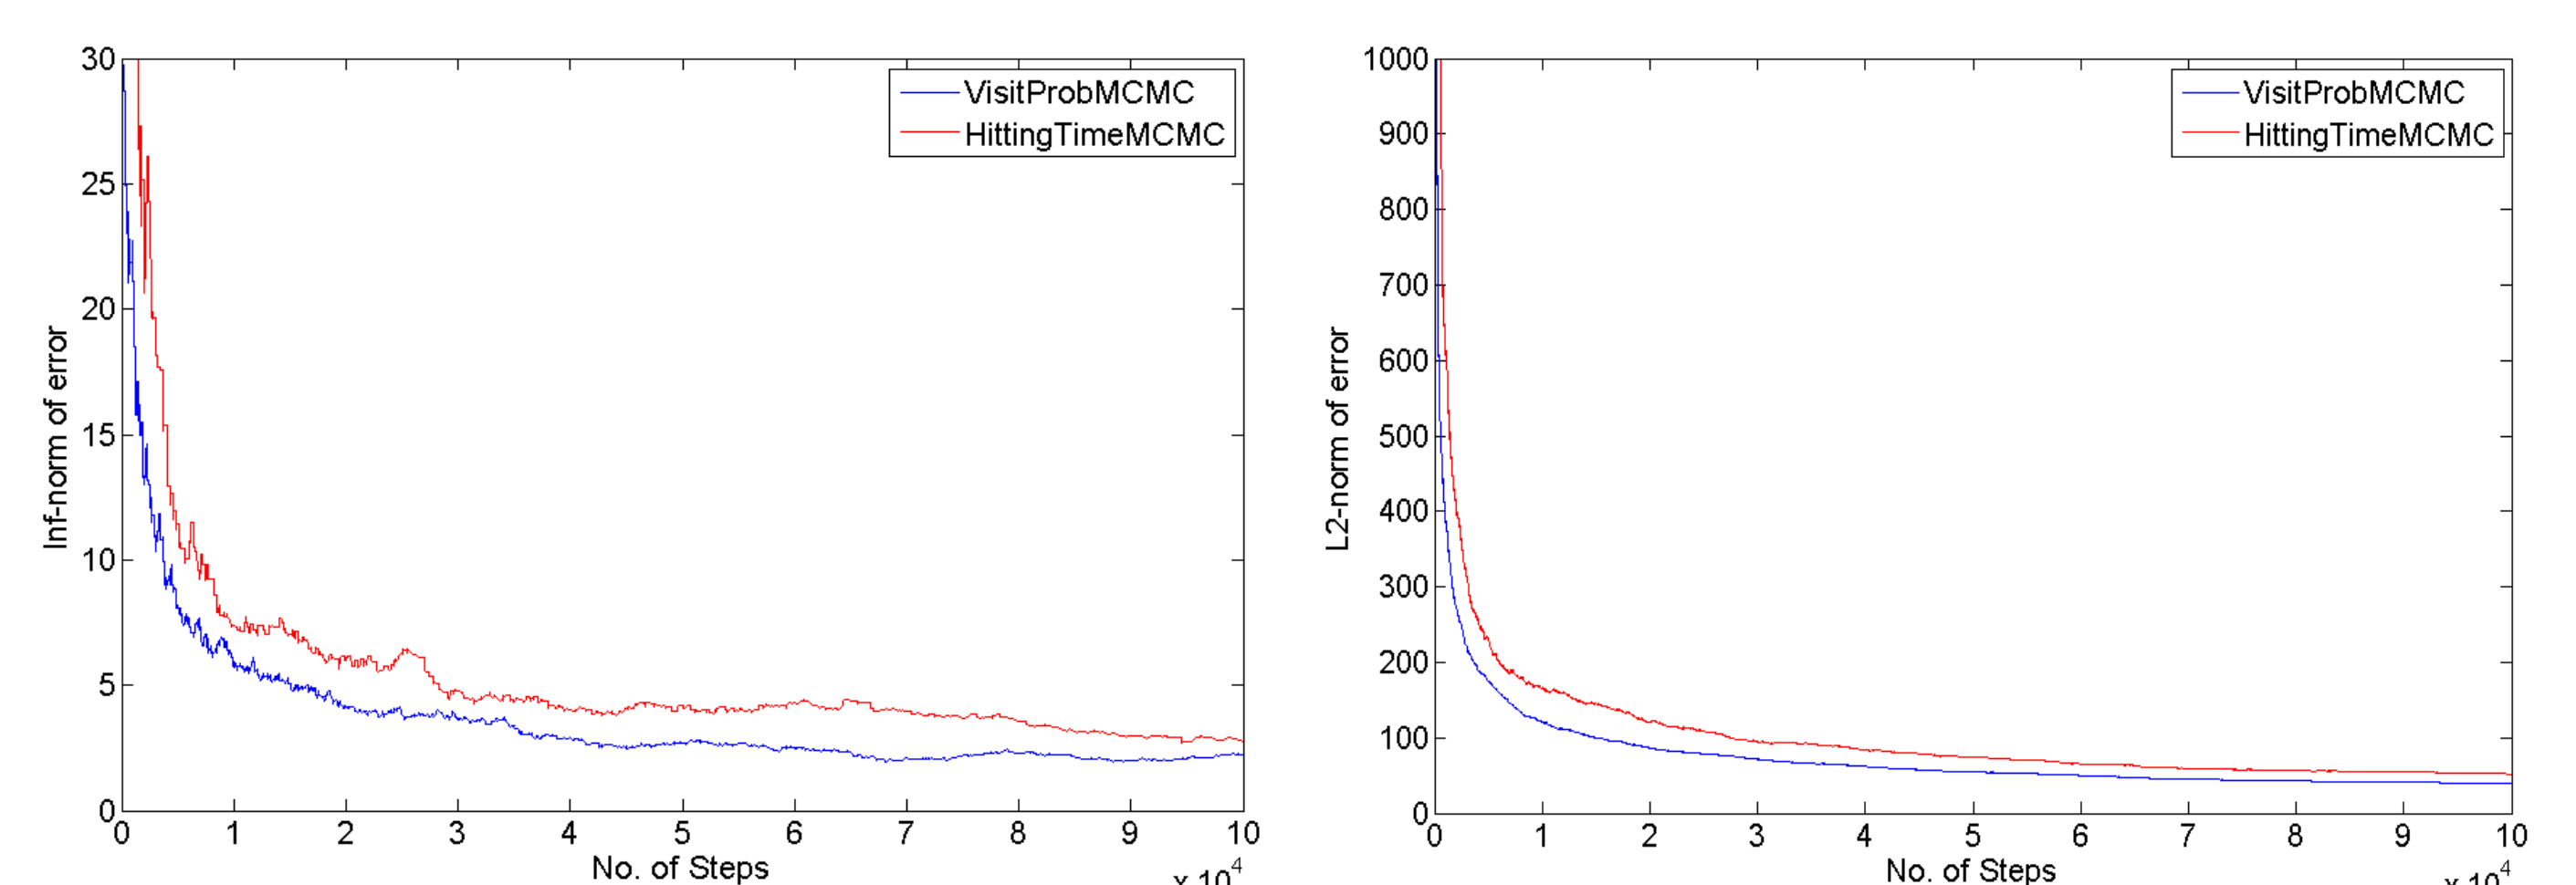 30
25
20
15
10
5
0
Inf-norm of error
VisitProbMCMC
HittingTimeMCMC
0 1 2 3 4 5 6 7 8 9 10
No. of Steps
x 10^4
1000
900
800
700
600
500
400
300
200
100
0
L2-norm of error
VisitProbMCMC
HittingTimeMCMC
0 1 2 3 4 5 6 7 8 9 10
No. of Steps
x 10^4